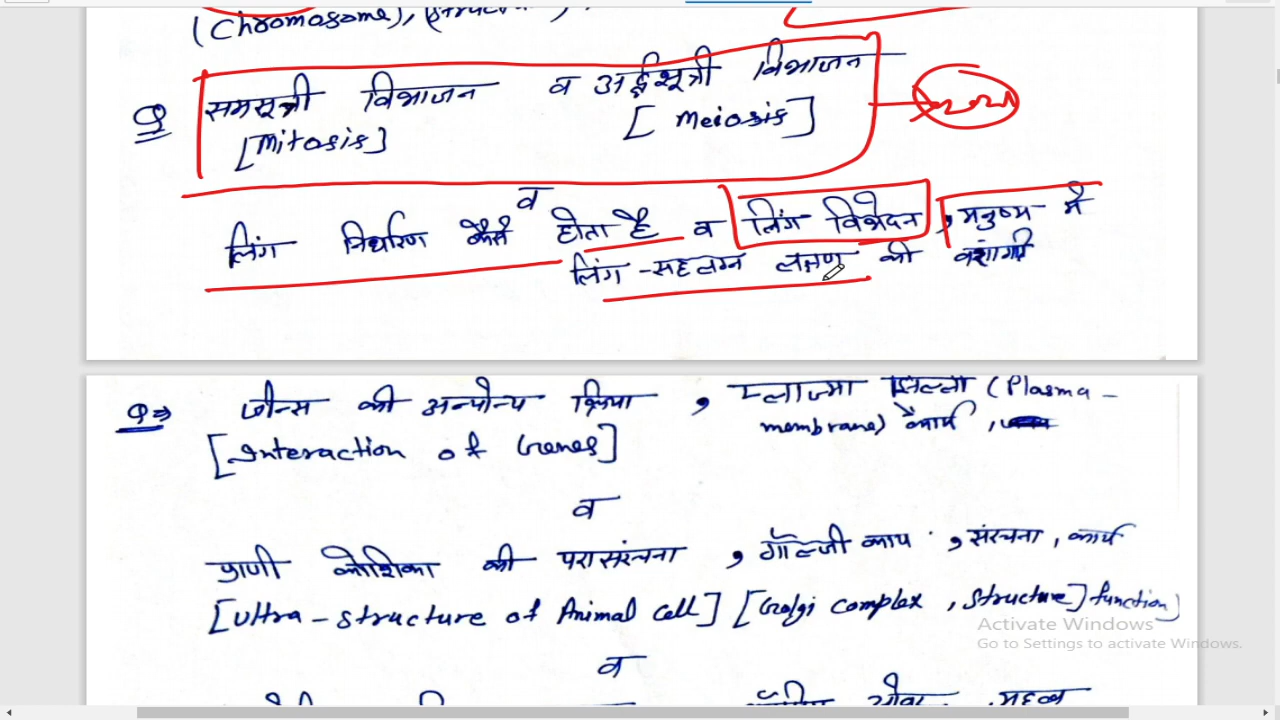 (Chromosome),
Q समसूत्री विभाजन व अर्द्धसूत्री विभाजन
[Mitosis] [Meiosis]
व
लिंग निर्धारण कैसे होता है व लिंग विभेदन, मनुष्य में
लिंग-सहलग्न लक्षण की वंशागति
Q⇒ जीन्स की अन्योन्य क्रिया, प्लाज्मा झिल्ली (Plasma-
[Interaction of Genes] membrane) कार्य,
व
प्राणी कोशिका की परासंरचना, गॉल्जी काय, संरचना, कार्य
[Ultra-structure of Animal cell] [Golgi complex, structure] function]
Activate Windows
Go to Settings to activate Windows.
व